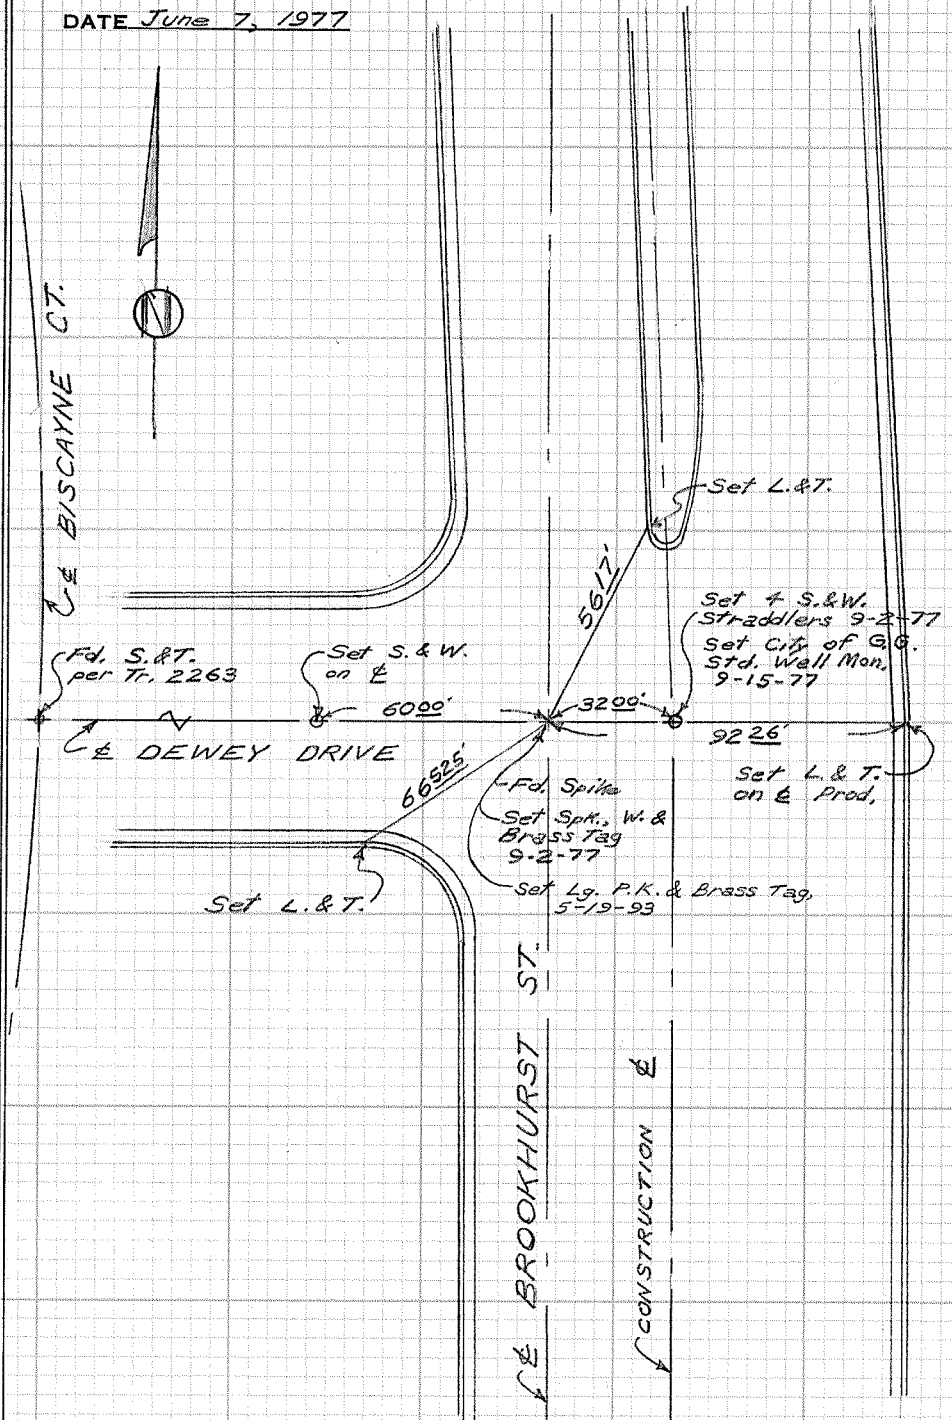 DATE June 7, 1977
℄ BISCAYNE CT.
Set L.&T.
56 17'
Set 4 S.&W.
Straddlers 9-2-77
Set City of G.G.
Std. Well Mon,
9-15-77
Fd. S.&T.
per Tr. 2263
Set S. & W.
on ℄
60 00'
32 00'
92 26'
℄ DEWEY DRIVE
66 525'
Set L. & T.
on ℄ Prod,
Fd. Spike
Set Spk., W. &
Brass Tag
9-2-77
Set Lg. P.K. & Brass Tag,
5-19-93
Set L. & T.
℄ BROOKHURST ST.
CONSTRUCTION ℄